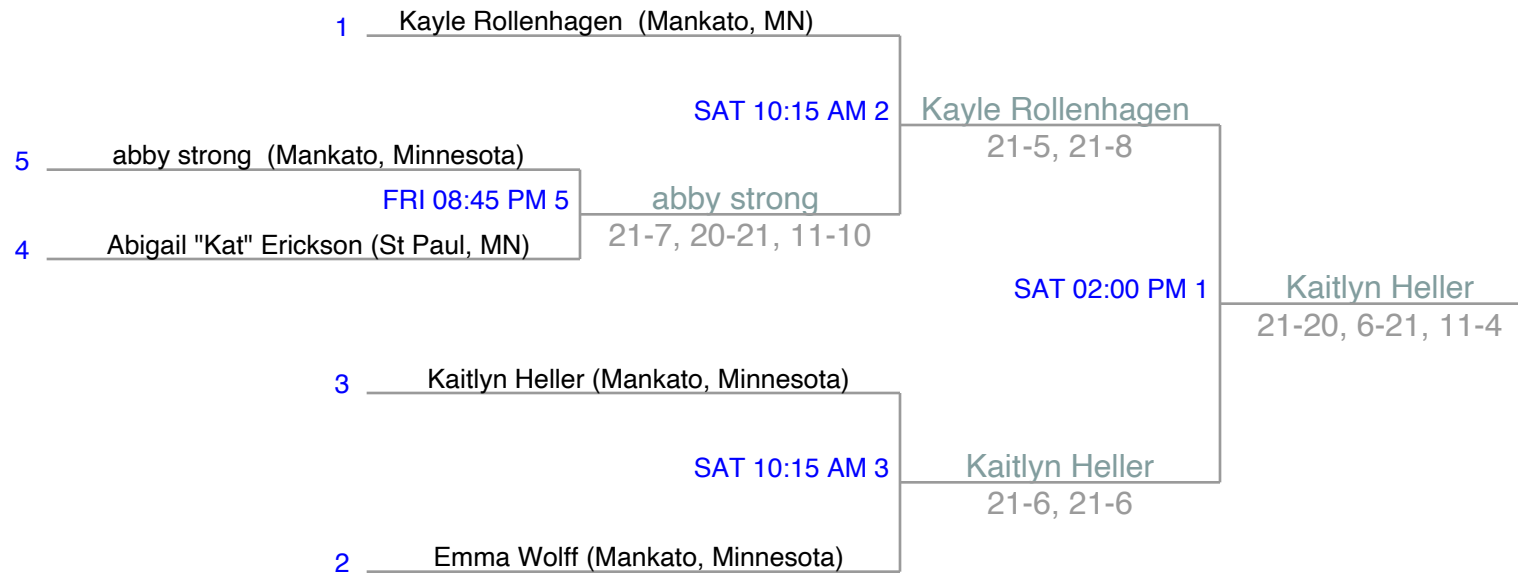 1 Kayle Rollenhagen (Mankato, MN)
SAT 10:15 AM 2
Kayle Rollenhagen
21-5, 21-8
5 abby strong (Mankato, Minnesota)
FRI 08:45 PM 5
abby strong
21-7, 20-21, 11-10
4 Abigail "Kat" Erickson (St Paul, MN)
SAT 02:00 PM 1
Kaitlyn Heller
21-20, 6-21, 11-4
3 Kaitlyn Heller (Mankato, Minnesota)
SAT 10:15 AM 3
Kaitlyn Heller
21-6, 21-6
2 Emma Wolff (Mankato, Minnesota)